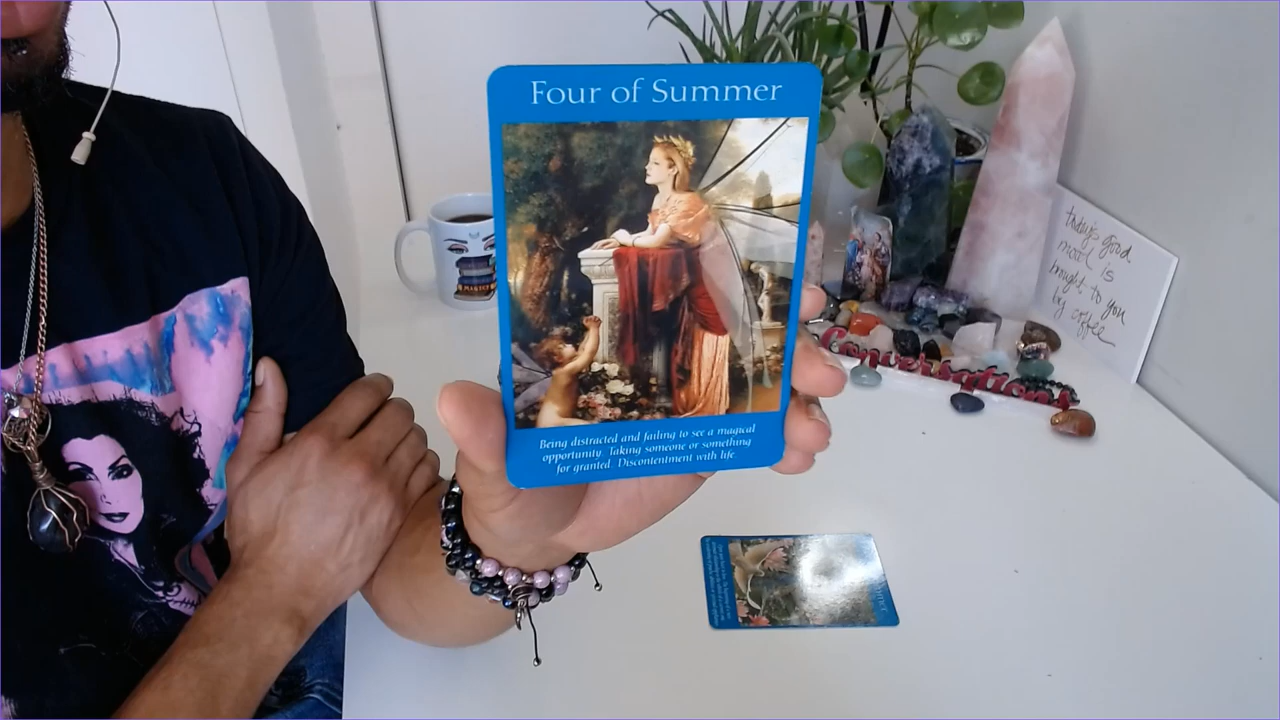 Four of Summer
Being distracted and failing to see a magical
opportunity. Taking someone or something
for granted. Discontentment with life.
today's good
mood is
brought to you
by coffee
Conversations